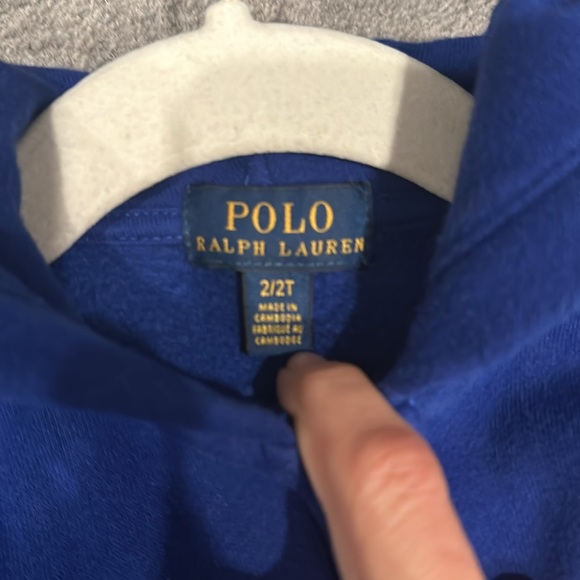 POLO
RALPH LAUREN
2/2T
MADE IN
CAMBODIA
FABRIQUÉ AU
CAMBODGE